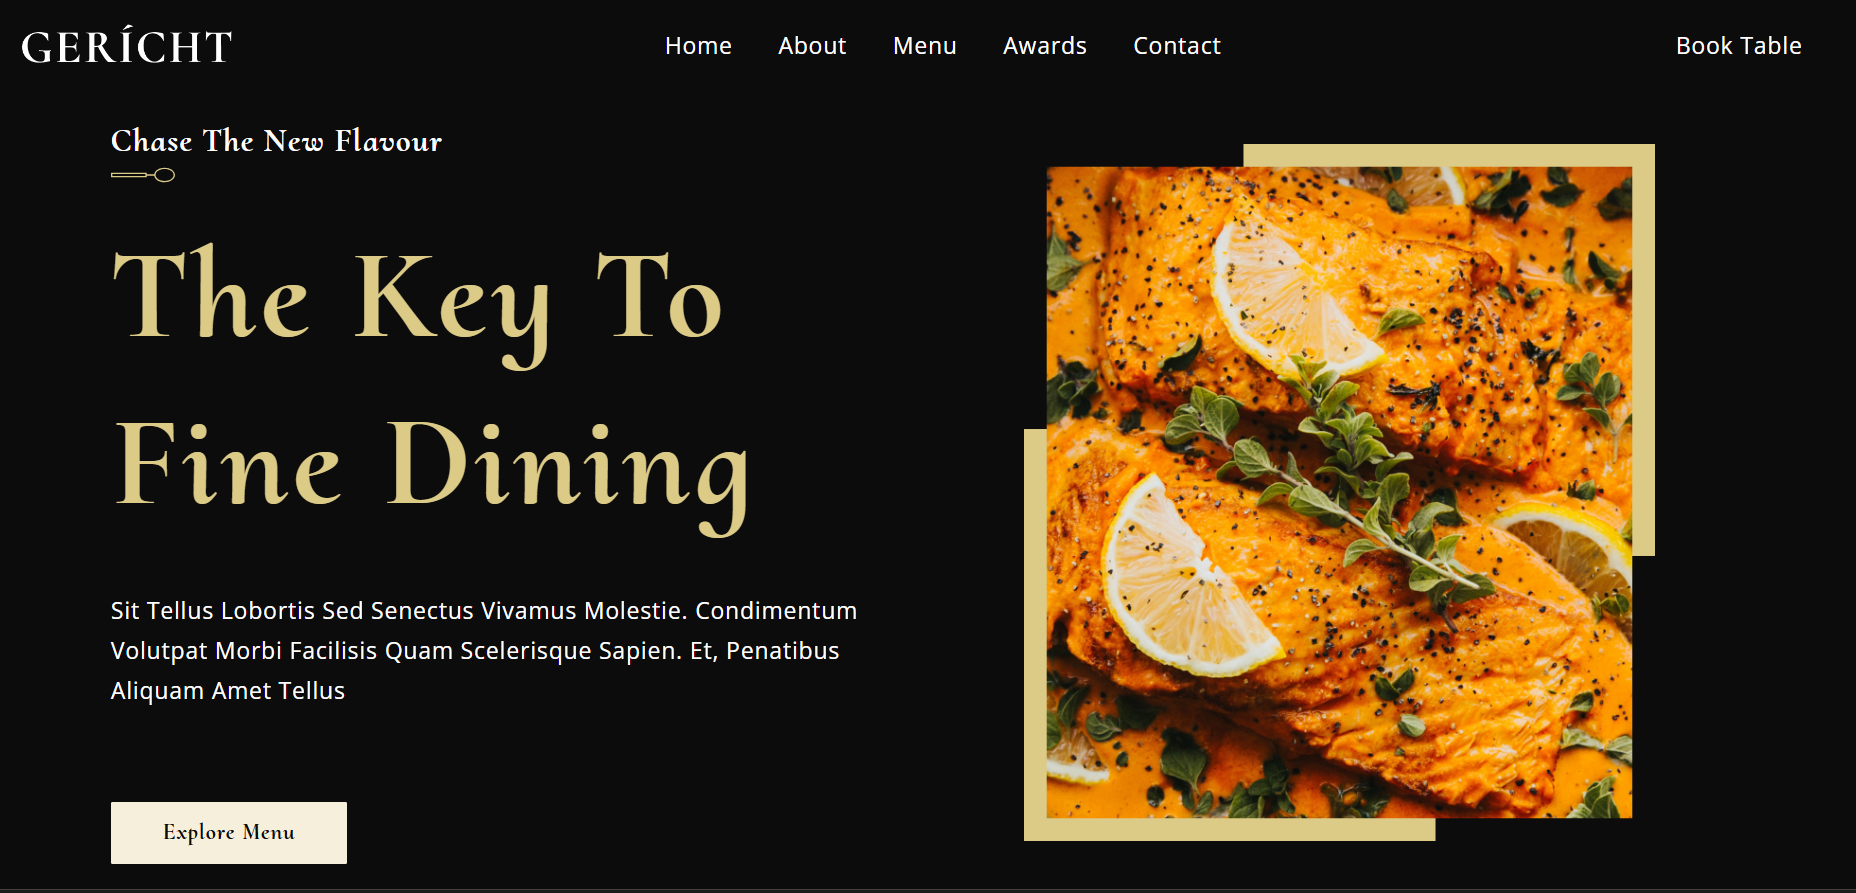 GERÍCHT
Home About Menu Awards Contact
Book Table
Chase The New Flavour
The Key To
Fine Dining
Sit Tellus Lobortis Sed Senectus Vivamus Molestie. Condimentum
Volutpat Morbi Facilisis Quam Scelerisque Sapien. Et, Penatibus
Aliquam Amet Tellus
Explore Menu